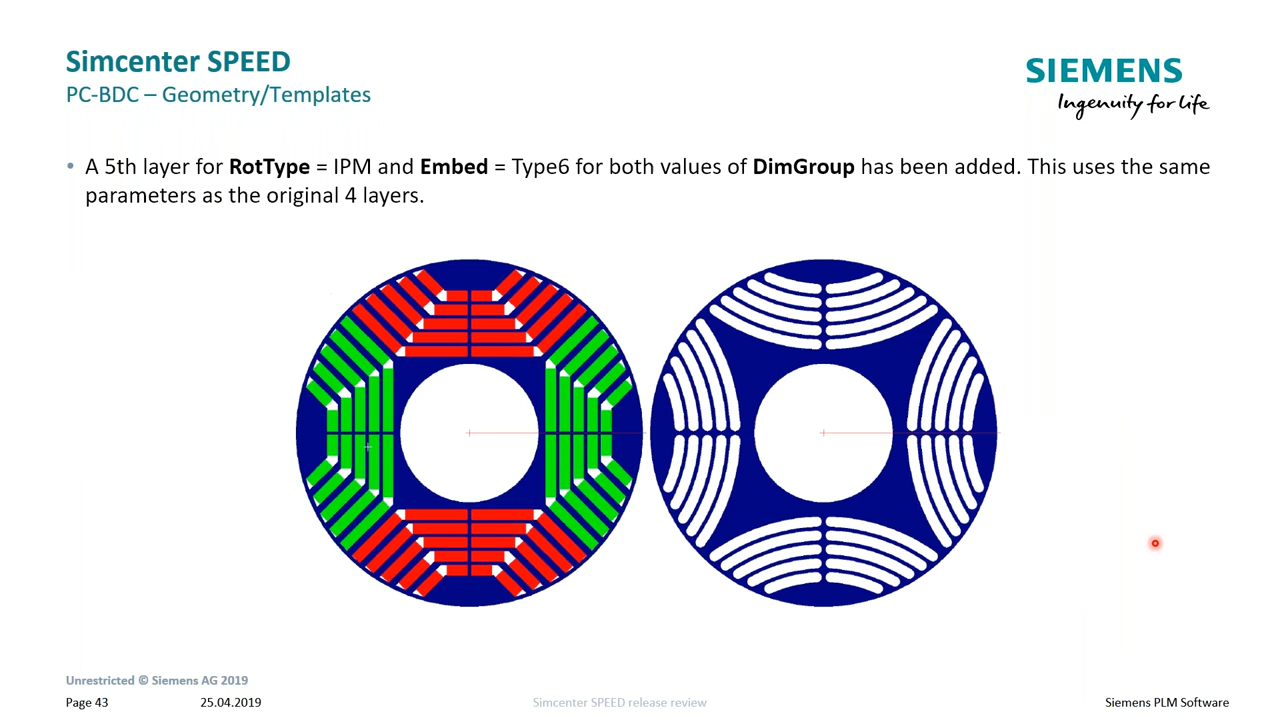 Simcenter SPEED
PC-BDC – Geometry/Templates
SIEMENS
Ingenuity for life
• A 5th layer for RotType = IPM and Embed = Type6 for both values of DimGroup has been added. This uses the same
parameters as the original 4 layers.
Unrestricted © Siemens AG 2019
Page 43 25.04.2019 Simcenter SPEED release review Siemens PLM Software